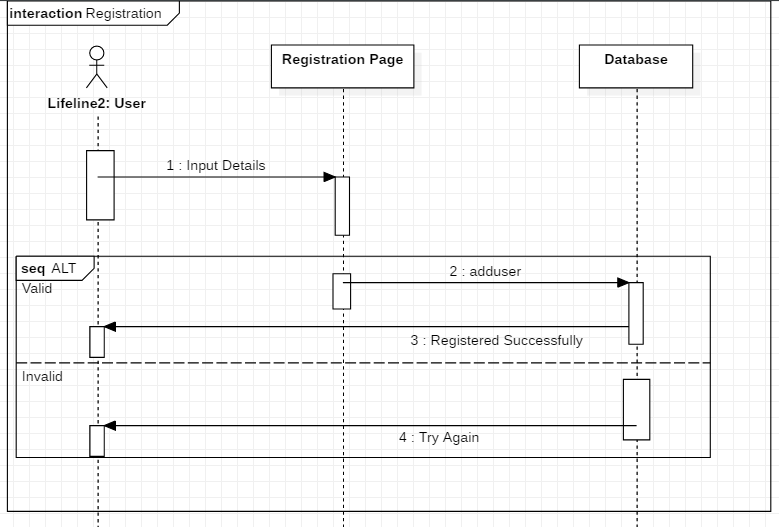 interaction Registration
Lifeline2: User
Registration Page
Database
1 : Input Details
seq ALT
Valid
2 : adduser
3 : Registered Successfully
Invalid
4 : Try Again